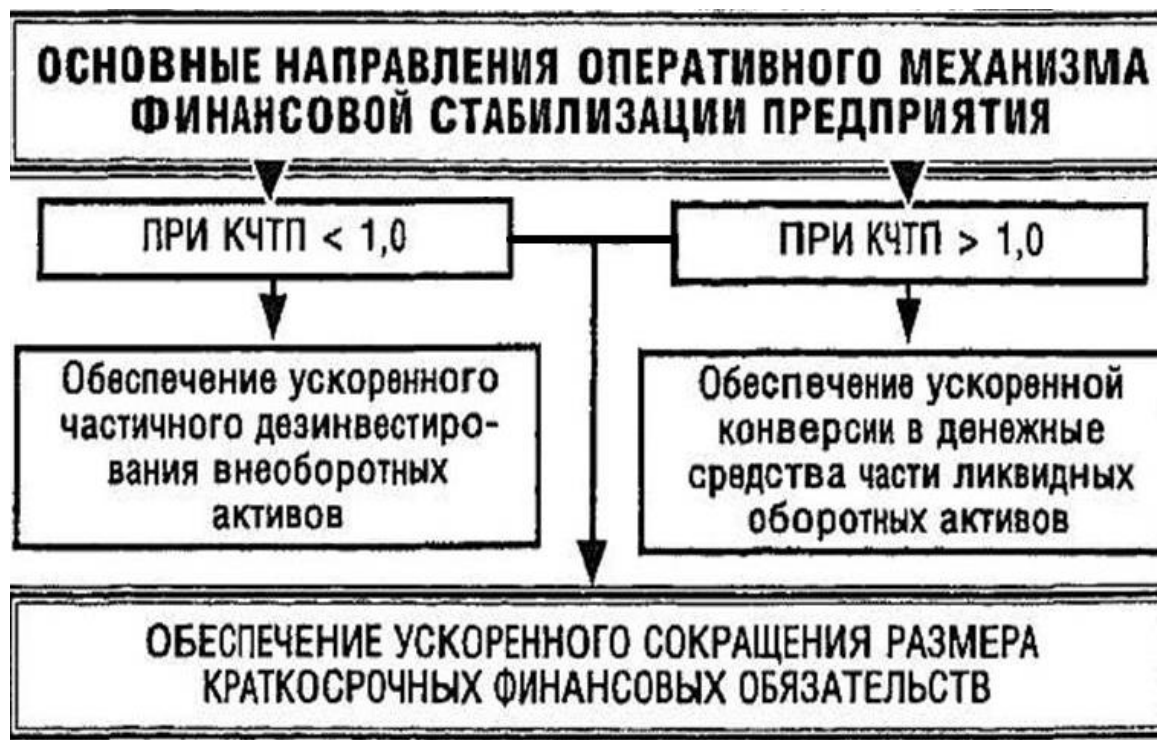 ОСНОВНЫЕ НАПРАВЛЕНИЯ ОПЕРАТИВНОГО МЕХАНИЗМА
ФИНАНСОВОЙ СТАБИЛИЗАЦИИ ПРЕДПРИЯТИЯ
ПРИ КЧТП < 1,0
ПРИ КЧТП > 1,0
Обеспечение ускоренного
частичного дезинвестиро-
вания внеоборотных
активов
Обеспечение ускоренной
конверсии в денежные
средства части ликвидных
оборотных активов
ОБЕСПЕЧЕНИЕ УСКОРЕННОГО СОКРАЩЕНИЯ РАЗМЕРА
КРАТКОСРОЧНЫХ ФИНАНСОВЫХ ОБЯЗАТЕЛЬСТВ